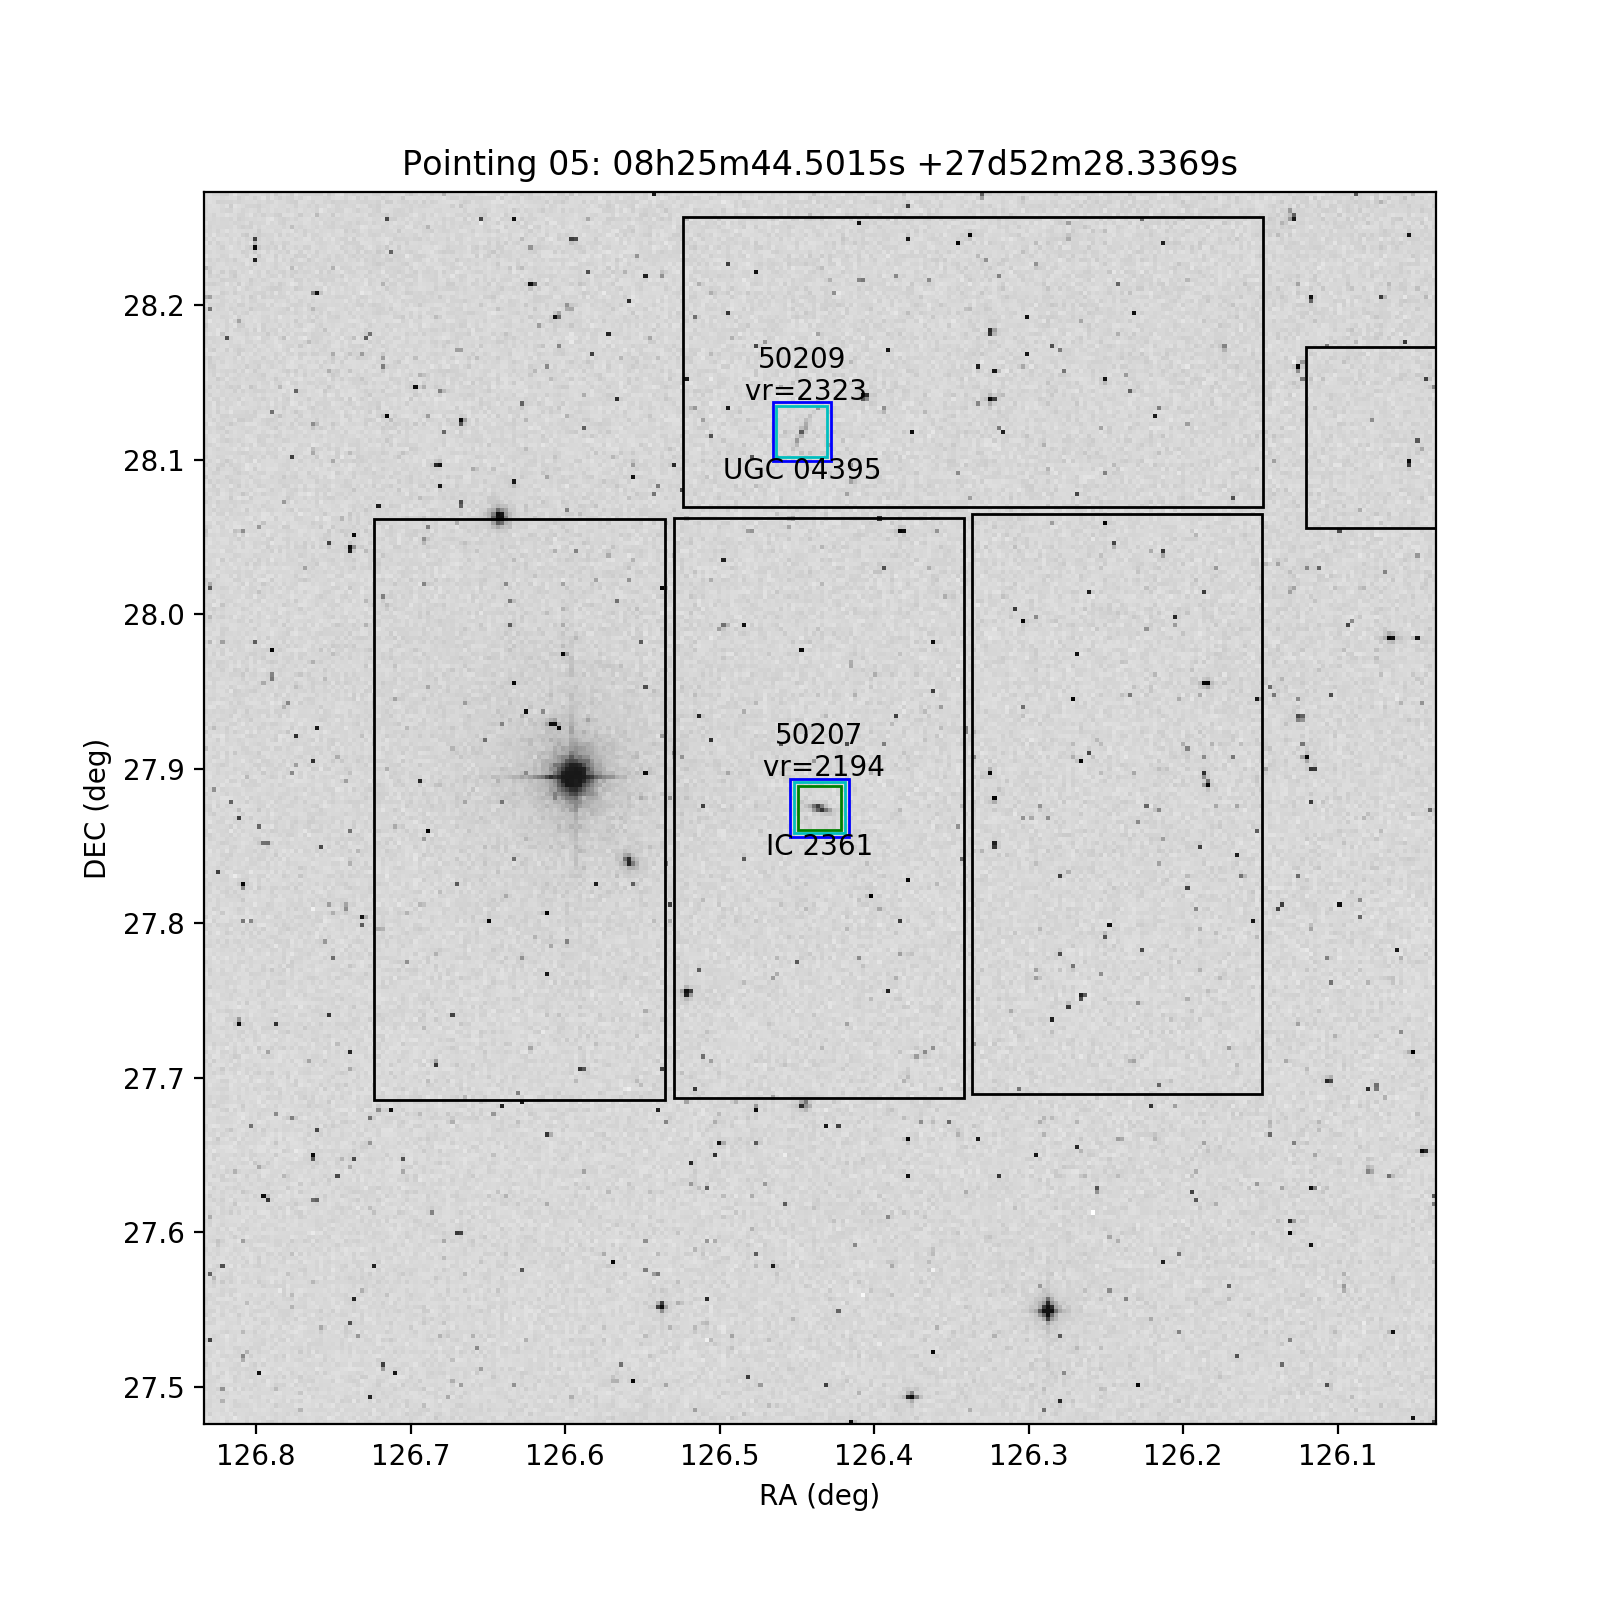 Pointing 05: 08h25m44.5015s +27d52m28.3369s
28.2
28.1
28.0
27.9
27.8
27.7
27.6
27.5
DEC (deg)
50209
vr=2323
UGC 04395
50207
vr=2194
IC 2361
126.8 126.7 126.6 126.5 126.4 126.3 126.2 126.1
RA (deg)